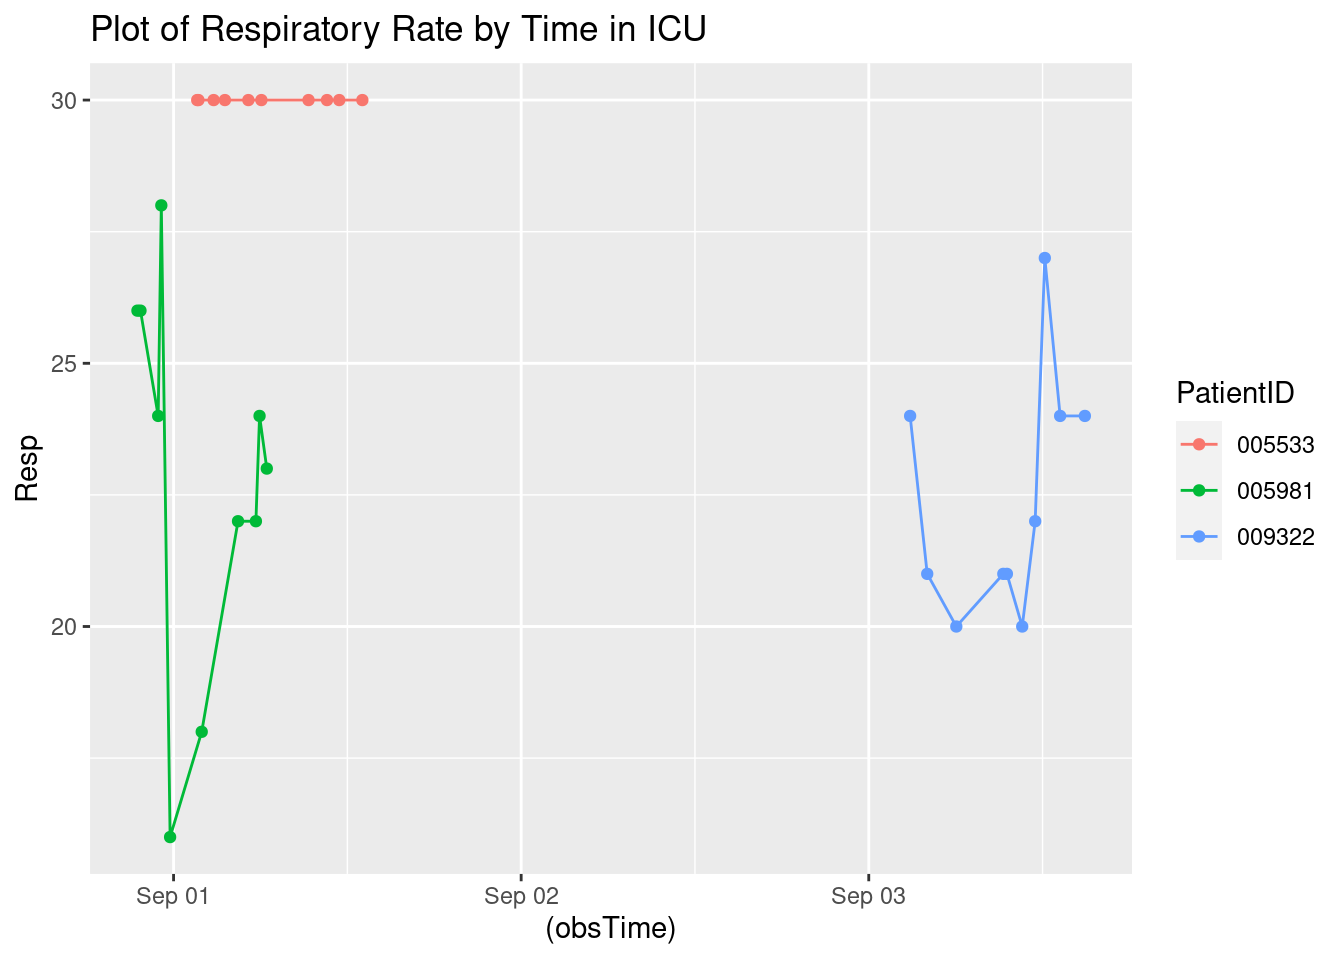 Plot of Respiratory Rate by Time in ICU
30
25
20
Resp
Sep 01
Sep 02
Sep 03
(obsTime)
PatientID
005533
005981
009322